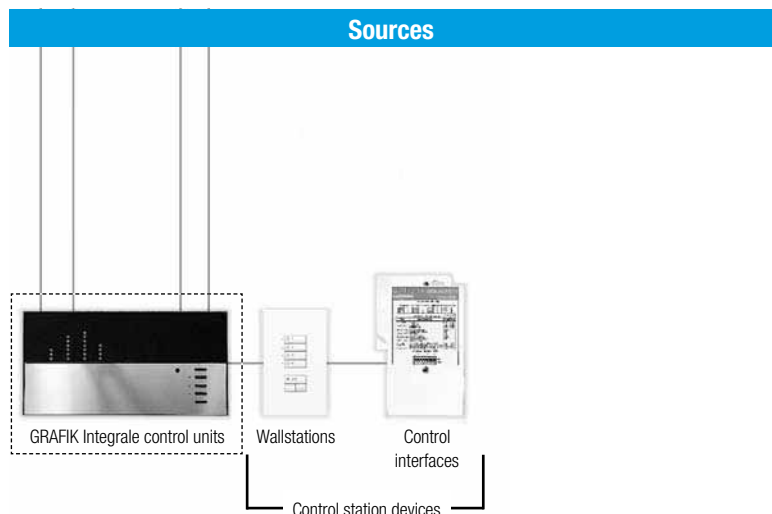 Sources
GRAFIK Integrale control units
Wallstations
Control
interfaces
Control station devices